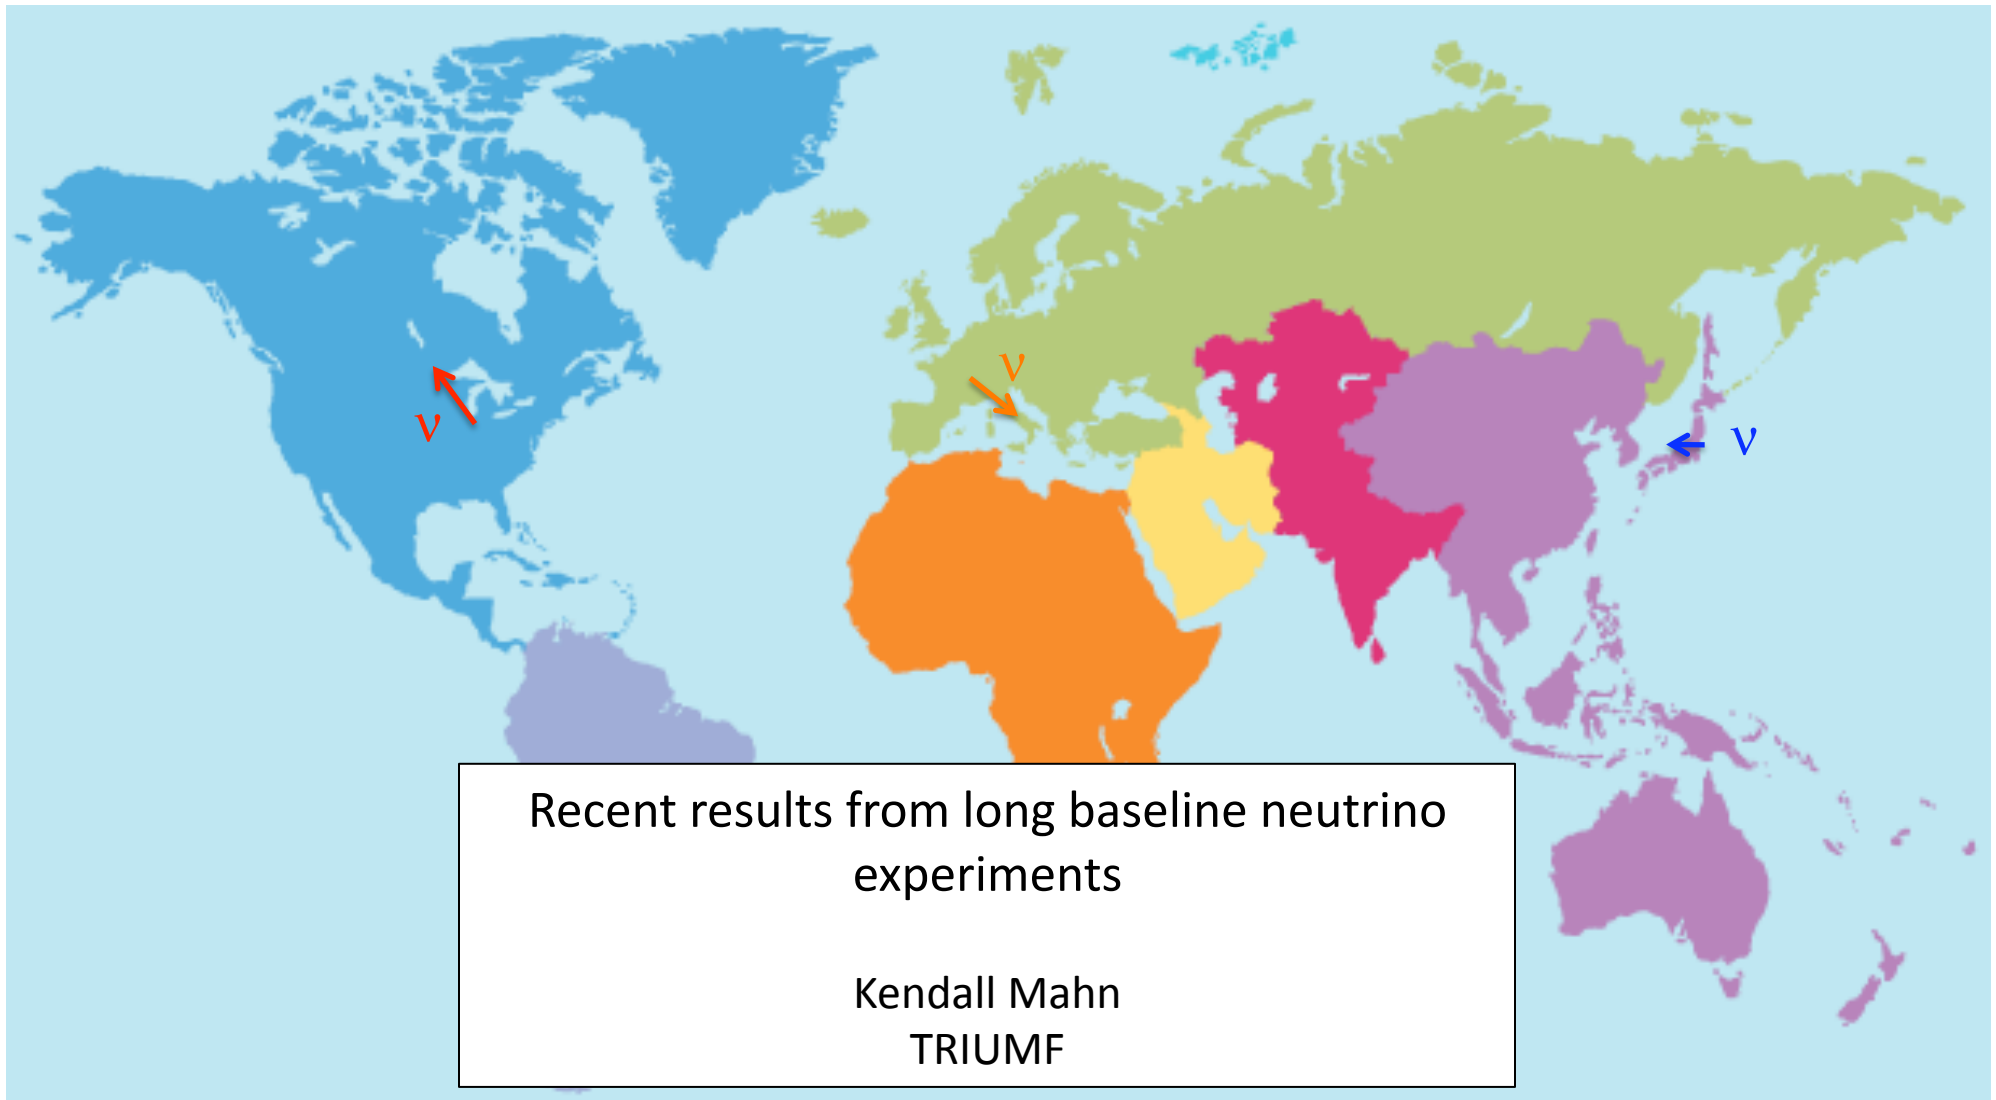 ν
ν
ν
Recent results from long baseline neutrino
experiments
Kendall Mahn
TRIUMF